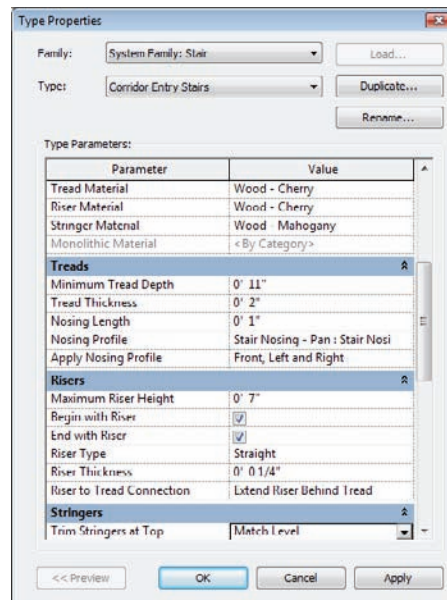 Type Properties
Family: System Family: Stair Load...
Type: Corridor Entry Stairs Duplicate...
Rename...
Type Parameters:
Parameter Value
Tread Material Wood - Cherry
Riser Material Wood - Cherry
Stringer Material Wood - Mahogany
Monolithic Material <By Category>
Treads
Minimum Tread Depth 0' 11"
Tread Thickness 0' 2"
Nosing Length 0' 1"
Nosing Profile Stair Nosing - Pan : Stair Nosi
Apply Nosing Profile Front, Left and Right
Risers
Maximum Riser Height 0' 7"
Begin with Riser
End with Riser
Riser Type Straight
Riser Thickness 0' 0 1/4"
Riser to Tread Connection Extend Riser Behind Tread
Stringers
Trim Stringers at Top Match Level
<< Preview OK Cancel Apply